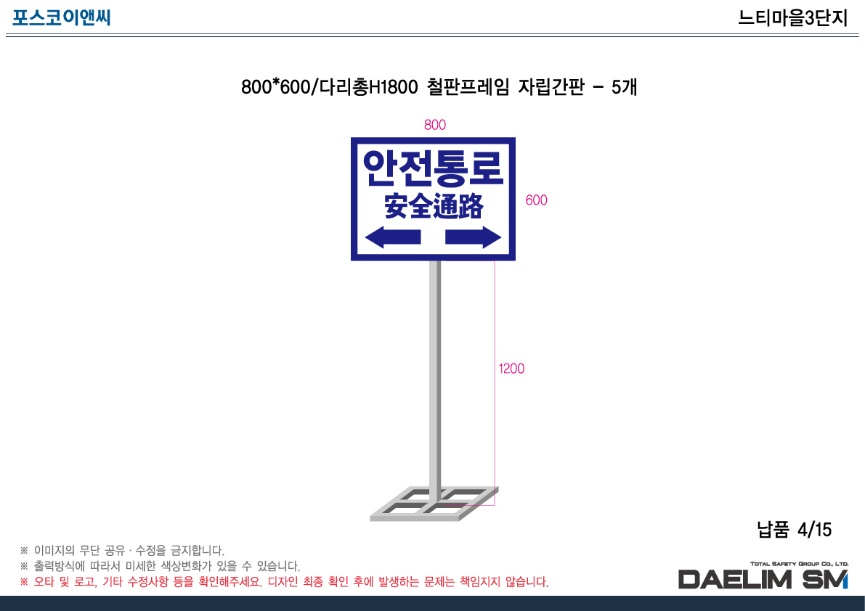 포스코이앤씨
느티마을3단지
800*600/다리총H1800 철판프레임 자립간판 - 5개
800
안전통로
安全通路
600
1200
납품 4/15
※ 이미지의 무단 공유·수정을 금지합니다.
※ 출력방식에 따라서 미세한 색상변화가 있을 수 있습니다.
※ 오타 및 로고, 기타 수정사항 등을 확인해주세요. 디자인 최종 확인 후에 발생하는 문제는 책임지지 않습니다.
TOTAL SAFETY GROUP CO., LTD.
DAELIM SM